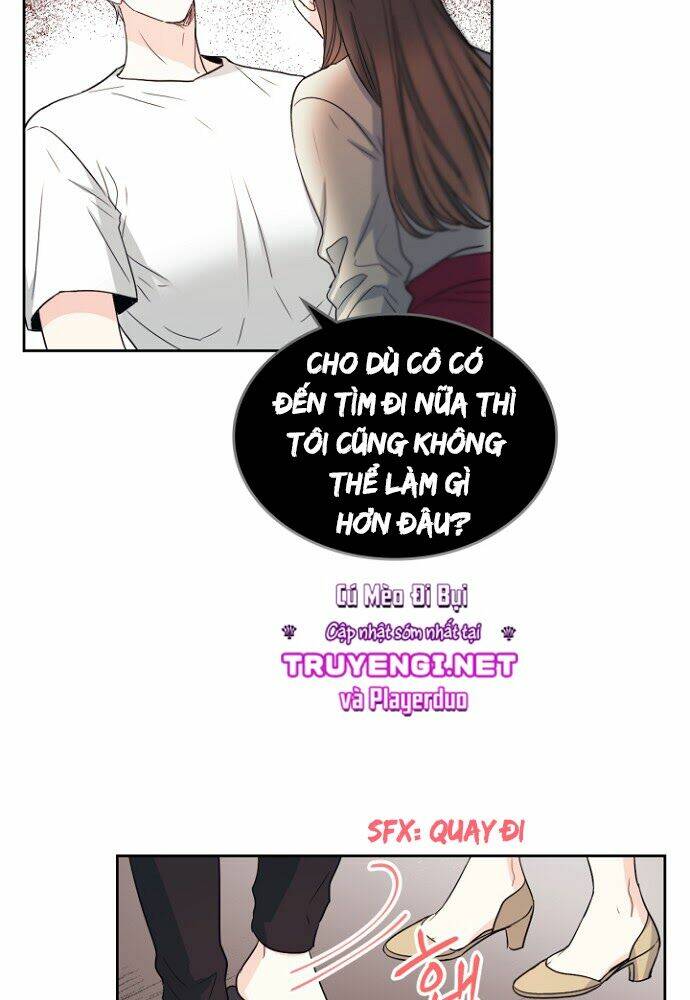 CHO DÙ CÔ CÓ
ĐẾN TÌM ĐI NỮA THÌ
TÔI CŨNG KHÔNG
THỂ LÀM GÌ
HƠN ĐÂU?
Cú Mèo Đi Bụi
Cập nhật sớm nhất tại
TRUYENGI.NET
và Playerduo
SFX: QUAY ĐI
홱